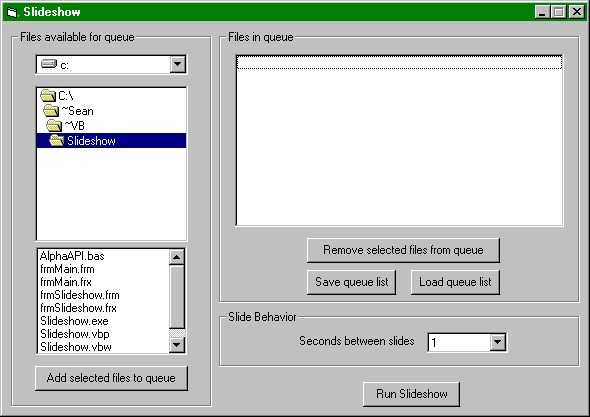 Slideshow
Files available for queue
c:
C:\
~Sean
~VB
Slideshow
AlphaAPI.bas
frmMain.frm
frmMain.frx
frmSlideshow.frm
frmSlideshow.frx
Slideshow.exe
Slideshow.vbp
Slideshow.vbw
Add selected files to queue
Files in queue
Remove selected files from queue
Save queue list
Load queue list
Slide Behavior
Seconds between slides
1
Run Slideshow